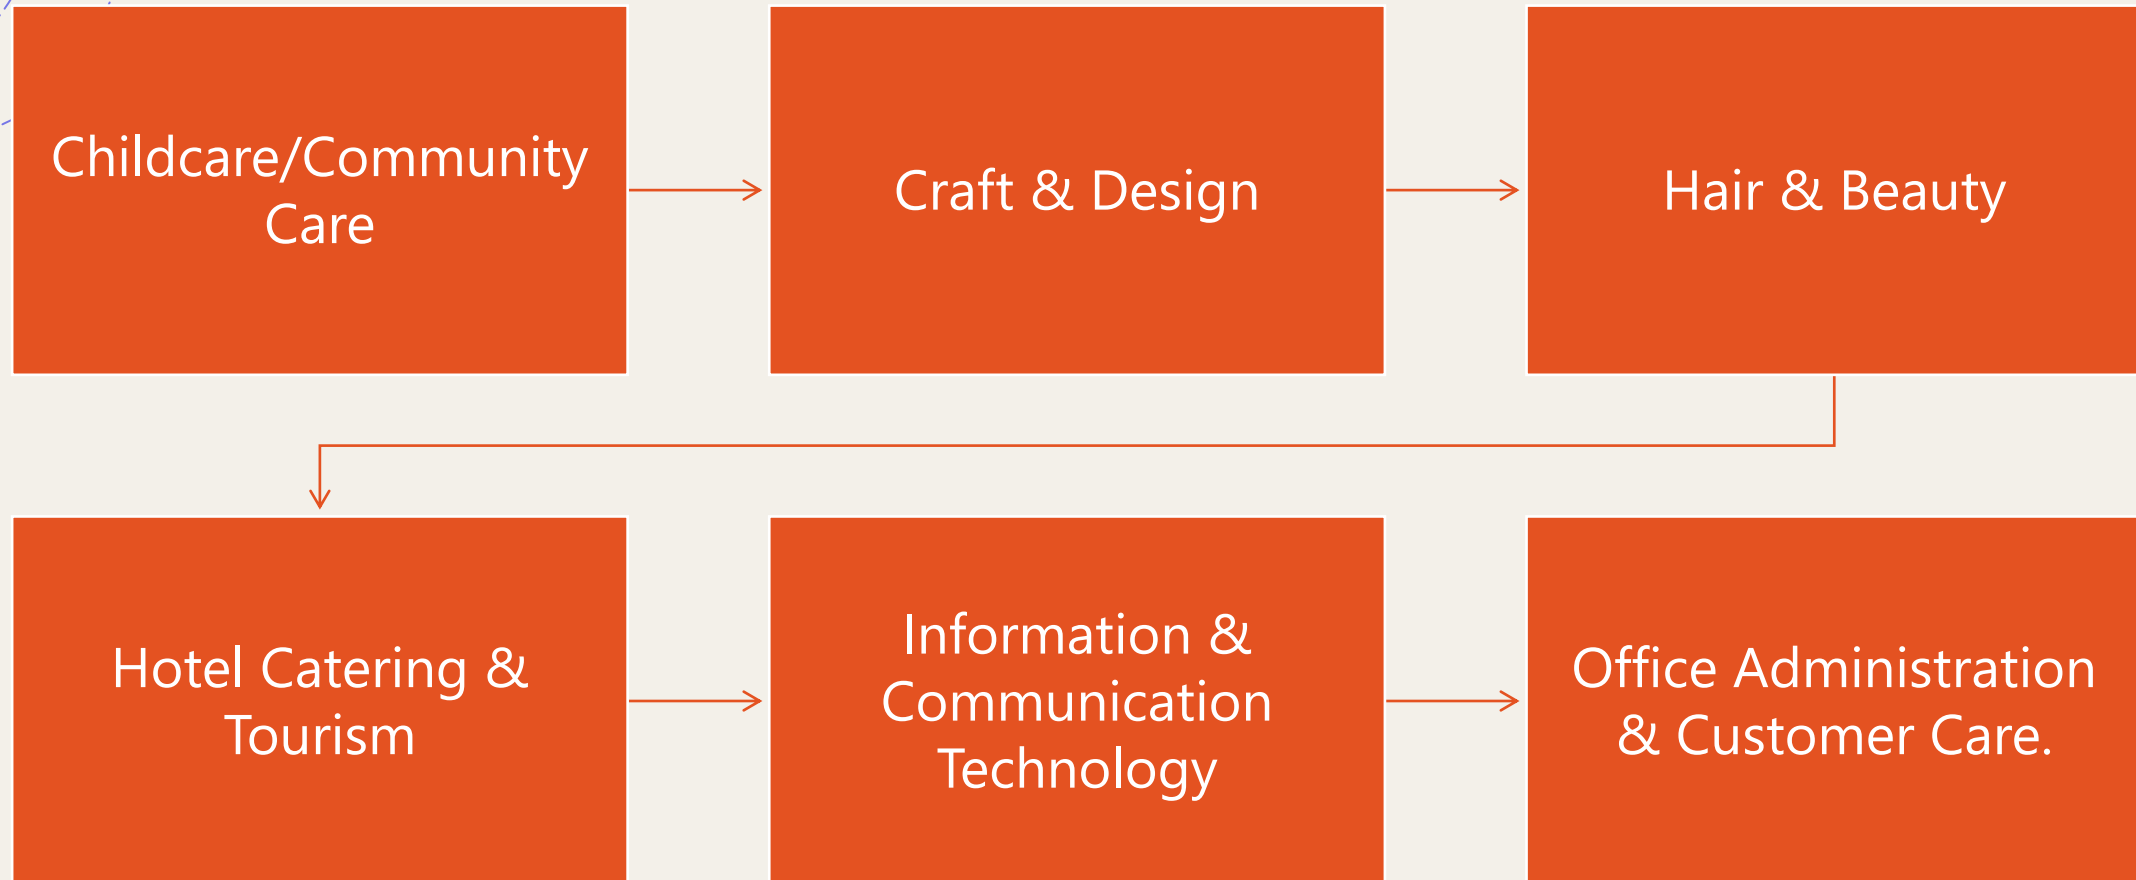 Childcare/Community
Care
Craft & Design
Hair & Beauty
Hotel Catering &
Tourism
Information &
Communication
Technology
Office Administration
& Customer Care.